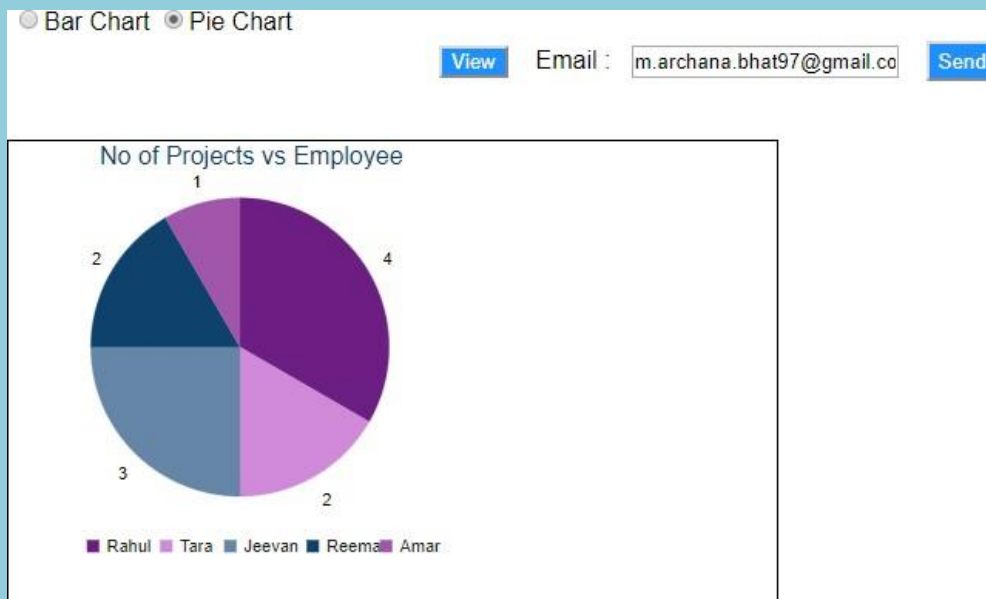 Bar Chart Pie Chart
View Email : m.archana.bhat97@gmail.co Send
No of Projects vs Employee
1
2
4
3
2
Rahul Tara Jeevan Reema Amar